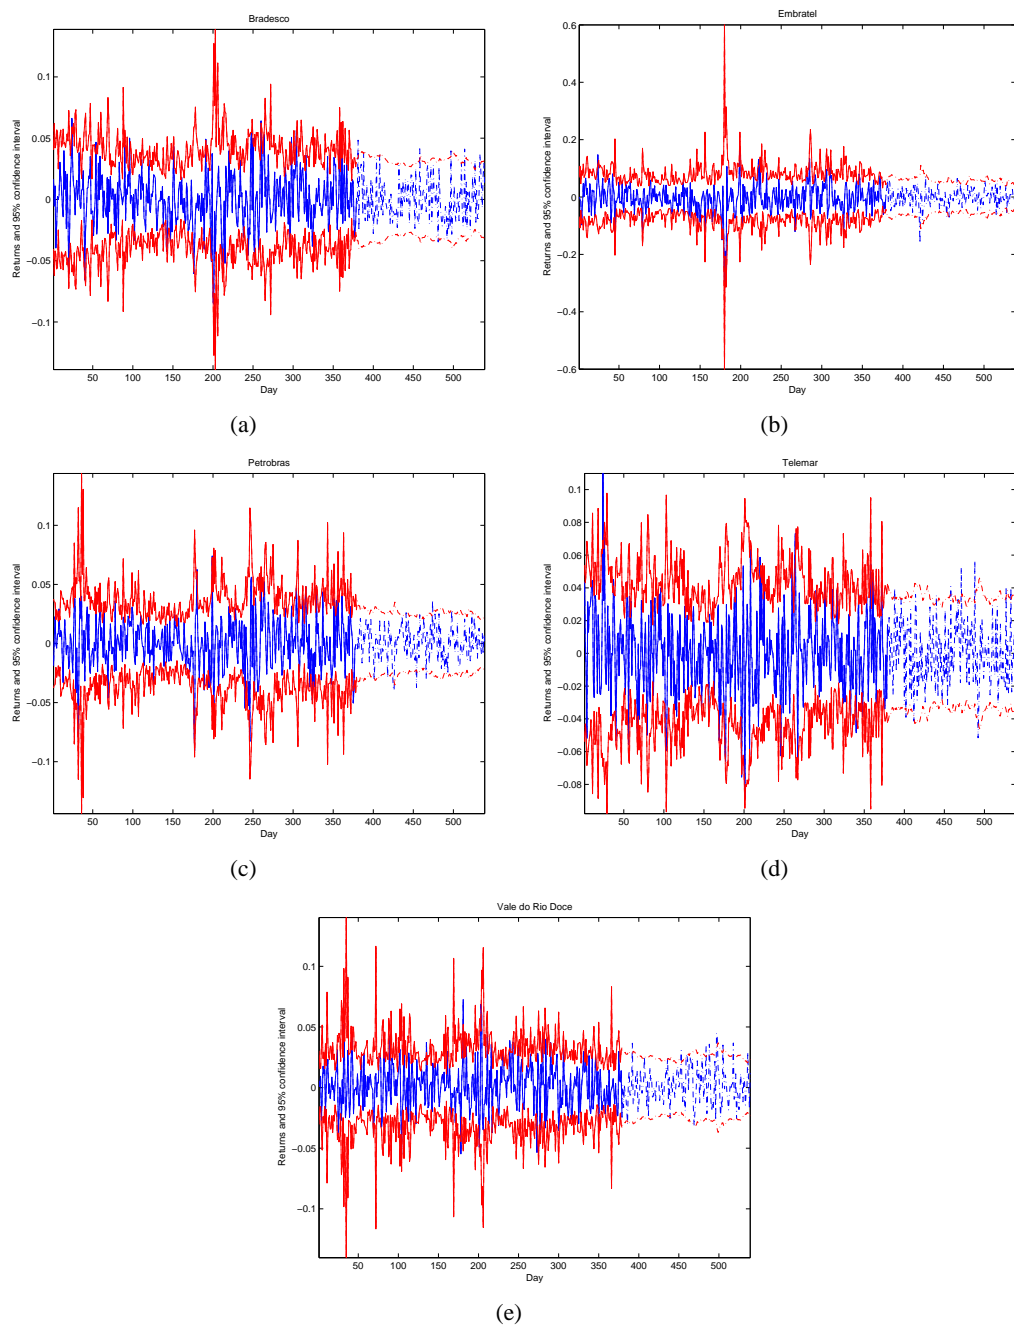 Bradesco
Returns and 95% confidence interval
0.1
0.05
0
−0.05
−0.1
50 100 150 200 250 300 350 400 450 500
Day
(a)
Embratel
Returns and 95% confidence interval
0.6
0.4
0.2
0
−0.2
−0.4
−0.6
50 100 150 200 250 300 350 400 450 500
Day
(b)
Petrobras
Returns and 95% confidence interval
0.1
0.05
0
−0.05
−0.1
50 100 150 200 250 300 350 400 450 500
Day
(c)
Telemar
Returns and 95% confidence interval
0.1
0.08
0.06
0.04
0.02
0
−0.02
−0.04
−0.06
−0.08
50 100 150 200 250 300 350 400 450 500
Day
(d)
Vale do Rio Doce
Returns and 95% confidence interval
0.1
0.05
0
−0.05
−0.1
50 100 150 200 250 300 350 400 450 500
Day
(e)